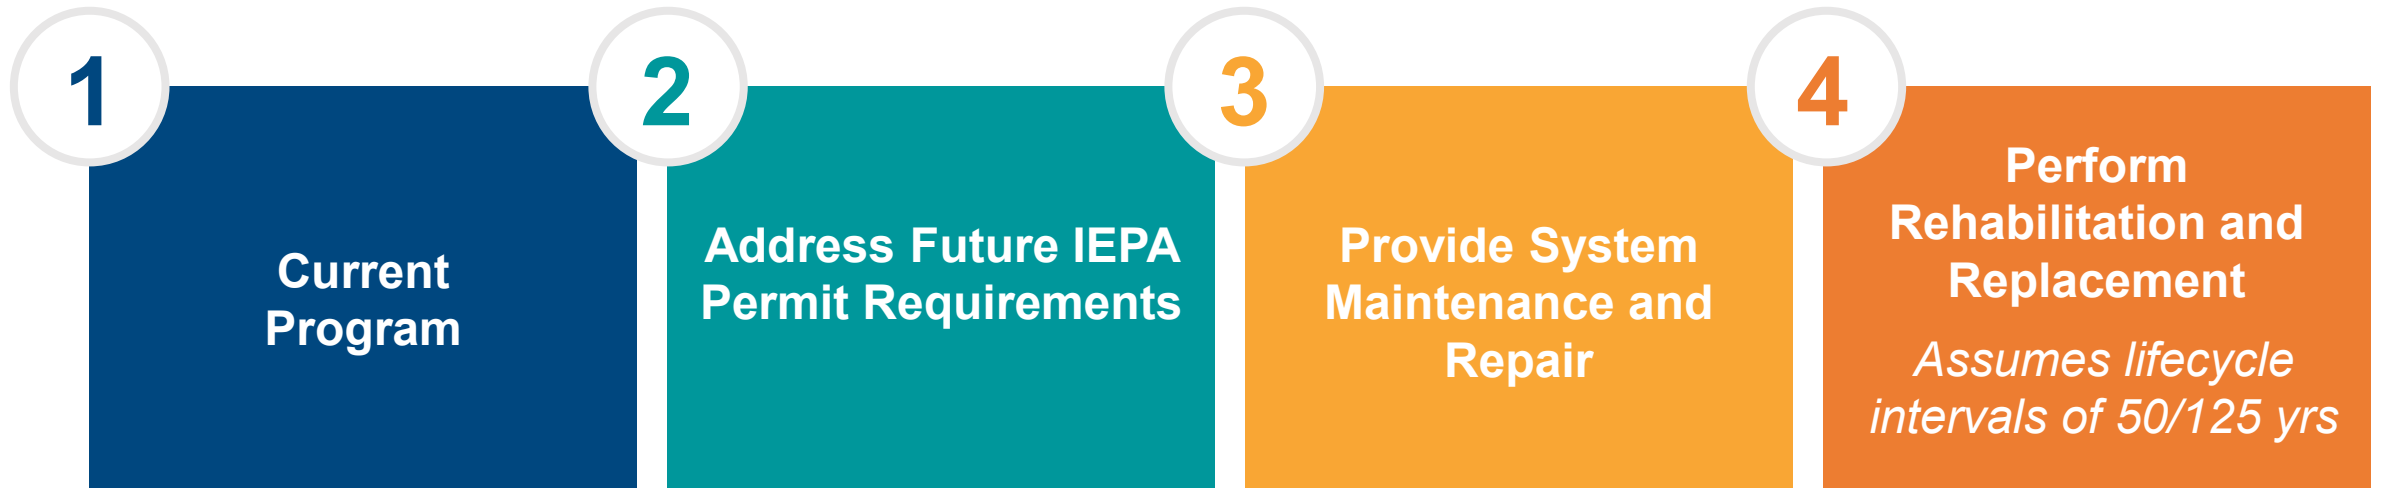 1
Current
Program
2
Address Future IEPA
Permit Requirements
3
Provide System
Maintenance and
Repair
4
Perform
Rehabilitation and
Replacement
Assumes lifecycle
intervals of 50/125 yrs